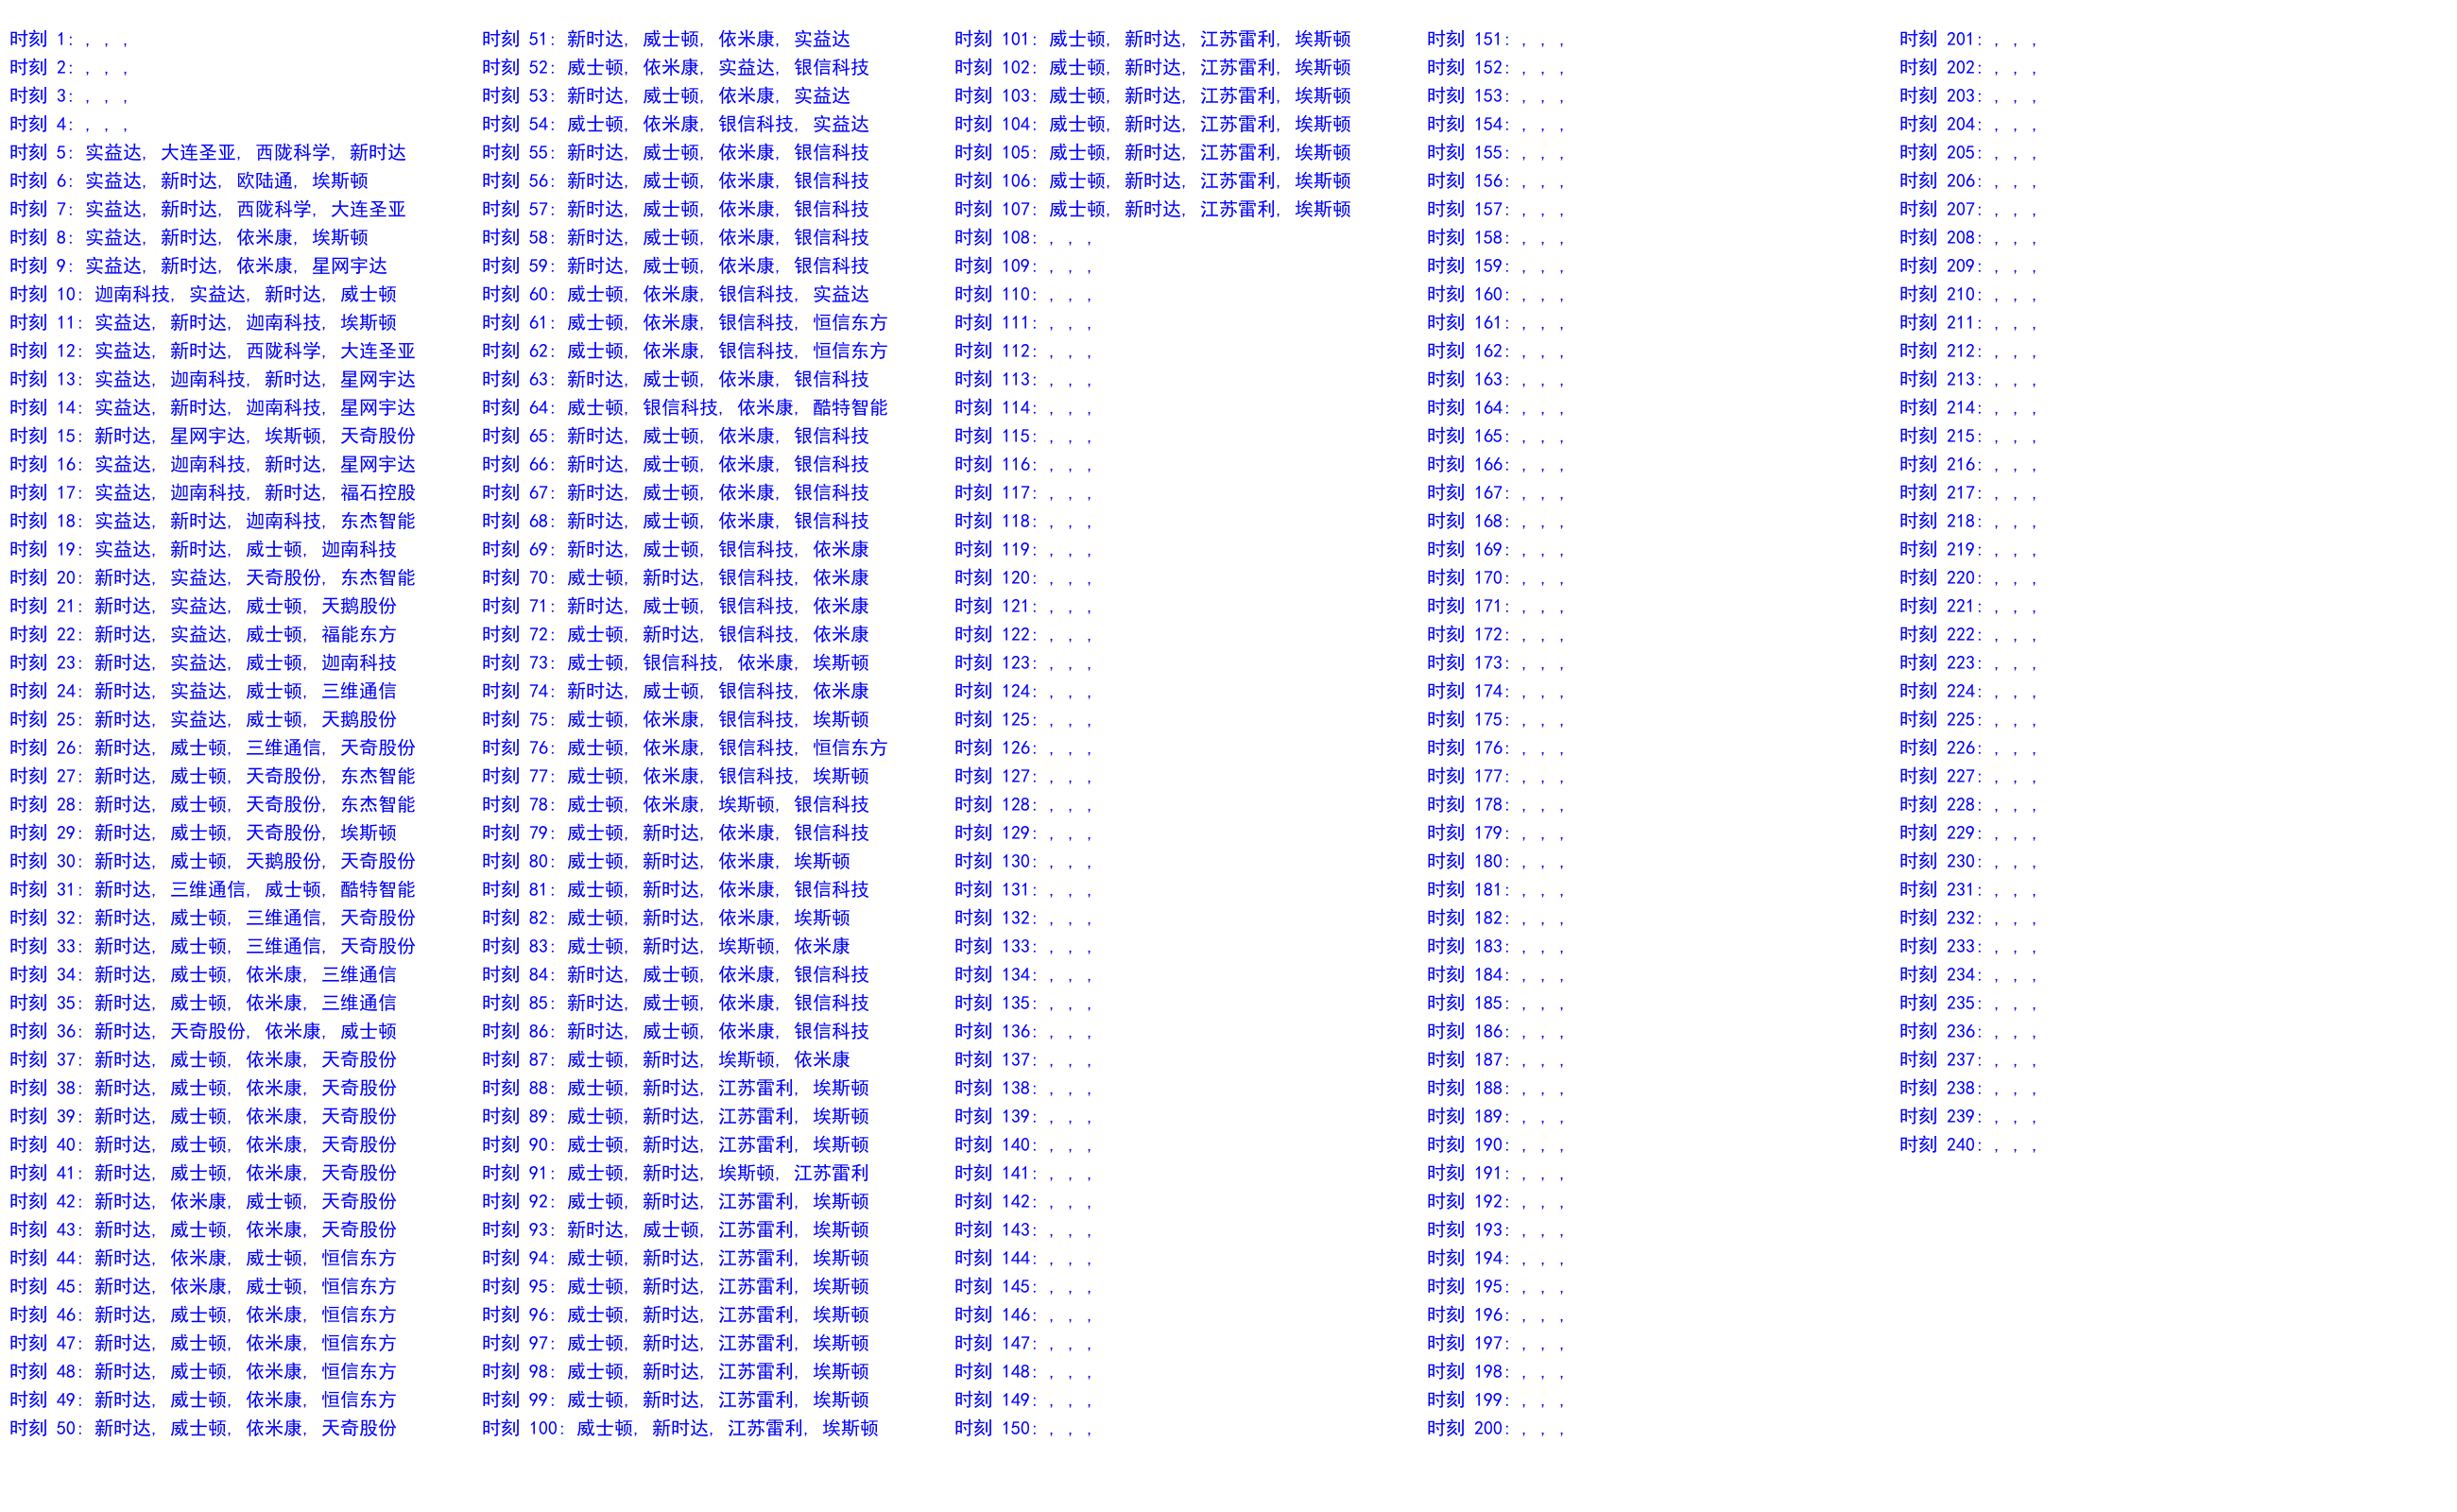 时刻 1: , , ,
时刻 2: , , ,
时刻 3: , , ,
时刻 4: , , ,
时刻 5: 实益达, 大连圣亚, 西陇科学, 新时达
时刻 6: 实益达, 新时达, 欧陆通, 埃斯顿
时刻 7: 实益达, 新时达, 西陇科学, 大连圣亚
时刻 8: 实益达, 新时达, 依米康, 埃斯顿
时刻 9: 实益达, 新时达, 依米康, 星网宇达
时刻 10: 迦南科技, 实益达, 新时达, 威士顿
时刻 11: 实益达, 新时达, 迦南科技, 埃斯顿
时刻 12: 实益达, 新时达, 西陇科学, 大连圣亚
时刻 13: 实益达, 迦南科技, 新时达, 星网宇达
时刻 14: 实益达, 新时达, 迦南科技, 星网宇达
时刻 15: 新时达, 星网宇达, 埃斯顿, 天奇股份
时刻 16: 实益达, 迦南科技, 新时达, 星网宇达
时刻 17: 实益达, 迦南科技, 新时达, 福石控股
时刻 18: 实益达, 新时达, 迦南科技, 东杰智能
时刻 19: 实益达, 新时达, 威士顿, 迦南科技
时刻 20: 新时达, 实益达, 天奇股份, 东杰智能
时刻 21: 新时达, 实益达, 威士顿, 天鹅股份
时刻 22: 新时达, 实益达, 威士顿, 福能东方
时刻 23: 新时达, 实益达, 威士顿, 迦南科技
时刻 24: 新时达, 实益达, 威士顿, 三维通信
时刻 25: 新时达, 实益达, 威士顿, 天鹅股份
时刻 26: 新时达, 威士顿, 三维通信, 天奇股份
时刻 27: 新时达, 威士顿, 天奇股份, 东杰智能
时刻 28: 新时达, 威士顿, 天奇股份, 东杰智能
时刻 29: 新时达, 威士顿, 天奇股份, 埃斯顿
时刻 30: 新时达, 威士顿, 天鹅股份, 天奇股份
时刻 31: 新时达, 三维通信, 威士顿, 酷特智能
时刻 32: 新时达, 威士顿, 三维通信, 天奇股份
时刻 33: 新时达, 威士顿, 三维通信, 天奇股份
时刻 34: 新时达, 威士顿, 依米康, 三维通信
时刻 35: 新时达, 威士顿, 依米康, 三维通信
时刻 36: 新时达, 天奇股份, 依米康, 威士顿
时刻 37: 新时达, 威士顿, 依米康, 天奇股份
时刻 38: 新时达, 威士顿, 依米康, 天奇股份
时刻 39: 新时达, 威士顿, 依米康, 天奇股份
时刻 40: 新时达, 威士顿, 依米康, 天奇股份
时刻 41: 新时达, 威士顿, 依米康, 天奇股份
时刻 42: 新时达, 依米康, 威士顿, 天奇股份
时刻 43: 新时达, 威士顿, 依米康, 天奇股份
时刻 44: 新时达, 依米康, 威士顿, 恒信东方
时刻 45: 新时达, 依米康, 威士顿, 恒信东方
时刻 46: 新时达, 威士顿, 依米康, 恒信东方
时刻 47: 新时达, 威士顿, 依米康, 恒信东方
时刻 48: 新时达, 威士顿, 依米康, 恒信东方
时刻 49: 新时达, 威士顿, 依米康, 恒信东方
时刻 50: 新时达, 威士顿, 依米康, 天奇股份
时刻 51: 新时达, 威士顿, 依米康, 实益达
时刻 52: 威士顿, 依米康, 实益达, 银信科技
时刻 53: 新时达, 威士顿, 依米康, 实益达
时刻 54: 威士顿, 依米康, 银信科技, 实益达
时刻 55: 新时达, 威士顿, 依米康, 银信科技
时刻 56: 新时达, 威士顿, 依米康, 银信科技
时刻 57: 新时达, 威士顿, 依米康, 银信科技
时刻 58: 新时达, 威士顿, 依米康, 银信科技
时刻 59: 新时达, 威士顿, 依米康, 银信科技
时刻 60: 威士顿, 依米康, 银信科技, 实益达
时刻 61: 威士顿, 依米康, 银信科技, 恒信东方
时刻 62: 威士顿, 依米康, 银信科技, 恒信东方
时刻 63: 新时达, 威士顿, 依米康, 银信科技
时刻 64: 威士顿, 银信科技, 依米康, 酷特智能
时刻 65: 新时达, 威士顿, 依米康, 银信科技
时刻 66: 新时达, 威士顿, 依米康, 银信科技
时刻 67: 新时达, 威士顿, 依米康, 银信科技
时刻 68: 新时达, 威士顿, 依米康, 银信科技
时刻 69: 新时达, 威士顿, 银信科技, 依米康
时刻 70: 威士顿, 新时达, 银信科技, 依米康
时刻 71: 新时达, 威士顿, 银信科技, 依米康
时刻 72: 威士顿, 新时达, 银信科技, 依米康
时刻 73: 威士顿, 银信科技, 依米康, 埃斯顿
时刻 74: 新时达, 威士顿, 银信科技, 依米康
时刻 75: 威士顿, 依米康, 银信科技, 埃斯顿
时刻 76: 威士顿, 依米康, 银信科技, 恒信东方
时刻 77: 威士顿, 依米康, 银信科技, 埃斯顿
时刻 78: 威士顿, 依米康, 埃斯顿, 银信科技
时刻 79: 威士顿, 新时达, 依米康, 银信科技
时刻 80: 威士顿, 新时达, 依米康, 埃斯顿
时刻 81: 威士顿, 新时达, 依米康, 银信科技
时刻 82: 威士顿, 新时达, 依米康, 埃斯顿
时刻 83: 威士顿, 新时达, 埃斯顿, 依米康
时刻 84: 新时达, 威士顿, 依米康, 银信科技
时刻 85: 新时达, 威士顿, 依米康, 银信科技
时刻 86: 新时达, 威士顿, 依米康, 银信科技
时刻 87: 威士顿, 新时达, 埃斯顿, 依米康
时刻 88: 威士顿, 新时达, 江苏雷利, 埃斯顿
时刻 89: 威士顿, 新时达, 江苏雷利, 埃斯顿
时刻 90: 威士顿, 新时达, 江苏雷利, 埃斯顿
时刻 91: 威士顿, 新时达, 埃斯顿, 江苏雷利
时刻 92: 威士顿, 新时达, 江苏雷利, 埃斯顿
时刻 93: 新时达, 威士顿, 江苏雷利, 埃斯顿
时刻 94: 威士顿, 新时达, 江苏雷利, 埃斯顿
时刻 95: 威士顿, 新时达, 江苏雷利, 埃斯顿
时刻 96: 威士顿, 新时达, 江苏雷利, 埃斯顿
时刻 97: 威士顿, 新时达, 江苏雷利, 埃斯顿
时刻 98: 威士顿, 新时达, 江苏雷利, 埃斯顿
时刻 99: 威士顿, 新时达, 江苏雷利, 埃斯顿
时刻 100: 威士顿, 新时达, 江苏雷利, 埃斯顿
时刻 101: 威士顿, 新时达, 江苏雷利, 埃斯顿
时刻 102: 威士顿, 新时达, 江苏雷利, 埃斯顿
时刻 103: 威士顿, 新时达, 江苏雷利, 埃斯顿
时刻 104: 威士顿, 新时达, 江苏雷利, 埃斯顿
时刻 105: 威士顿, 新时达, 江苏雷利, 埃斯顿
时刻 106: 威士顿, 新时达, 江苏雷利, 埃斯顿
时刻 107: 威士顿, 新时达, 江苏雷利, 埃斯顿
时刻 108: , , ,
时刻 109: , , ,
时刻 110: , , ,
时刻 111: , , ,
时刻 112: , , ,
时刻 113: , , ,
时刻 114: , , ,
时刻 115: , , ,
时刻 116: , , ,
时刻 117: , , ,
时刻 118: , , ,
时刻 119: , , ,
时刻 120: , , ,
时刻 121: , , ,
时刻 122: , , ,
时刻 123: , , ,
时刻 124: , , ,
时刻 125: , , ,
时刻 126: , , ,
时刻 127: , , ,
时刻 128: , , ,
时刻 129: , , ,
时刻 130: , , ,
时刻 131: , , ,
时刻 132: , , ,
时刻 133: , , ,
时刻 134: , , ,
时刻 135: , , ,
时刻 136: , , ,
时刻 137: , , ,
时刻 138: , , ,
时刻 139: , , ,
时刻 140: , , ,
时刻 141: , , ,
时刻 142: , , ,
时刻 143: , , ,
时刻 144: , , ,
时刻 145: , , ,
时刻 146: , , ,
时刻 147: , , ,
时刻 148: , , ,
时刻 149: , , ,
时刻 150: , , ,
时刻 151: , , ,
时刻 152: , , ,
时刻 153: , , ,
时刻 154: , , ,
时刻 155: , , ,
时刻 156: , , ,
时刻 157: , , ,
时刻 158: , , ,
时刻 159: , , ,
时刻 160: , , ,
时刻 161: , , ,
时刻 162: , , ,
时刻 163: , , ,
时刻 164: , , ,
时刻 165: , , ,
时刻 166: , , ,
时刻 167: , , ,
时刻 168: , , ,
时刻 169: , , ,
时刻 170: , , ,
时刻 171: , , ,
时刻 172: , , ,
时刻 173: , , ,
时刻 174: , , ,
时刻 175: , , ,
时刻 176: , , ,
时刻 177: , , ,
时刻 178: , , ,
时刻 179: , , ,
时刻 180: , , ,
时刻 181: , , ,
时刻 182: , , ,
时刻 183: , , ,
时刻 184: , , ,
时刻 185: , , ,
时刻 186: , , ,
时刻 187: , , ,
时刻 188: , , ,
时刻 189: , , ,
时刻 190: , , ,
时刻 191: , , ,
时刻 192: , , ,
时刻 193: , , ,
时刻 194: , , ,
时刻 195: , , ,
时刻 196: , , ,
时刻 197: , , ,
时刻 198: , , ,
时刻 199: , , ,
时刻 200: , , ,
时刻 201: , , ,
时刻 202: , , ,
时刻 203: , , ,
时刻 204: , , ,
时刻 205: , , ,
时刻 206: , , ,
时刻 207: , , ,
时刻 208: , , ,
时刻 209: , , ,
时刻 210: , , ,
时刻 211: , , ,
时刻 212: , , ,
时刻 213: , , ,
时刻 214: , , ,
时刻 215: , , ,
时刻 216: , , ,
时刻 217: , , ,
时刻 218: , , ,
时刻 219: , , ,
时刻 220: , , ,
时刻 221: , , ,
时刻 222: , , ,
时刻 223: , , ,
时刻 224: , , ,
时刻 225: , , ,
时刻 226: , , ,
时刻 227: , , ,
时刻 228: , , ,
时刻 229: , , ,
时刻 230: , , ,
时刻 231: , , ,
时刻 232: , , ,
时刻 233: , , ,
时刻 234: , , ,
时刻 235: , , ,
时刻 236: , , ,
时刻 237: , , ,
时刻 238: , , ,
时刻 239: , , ,
时刻 240: , , ,